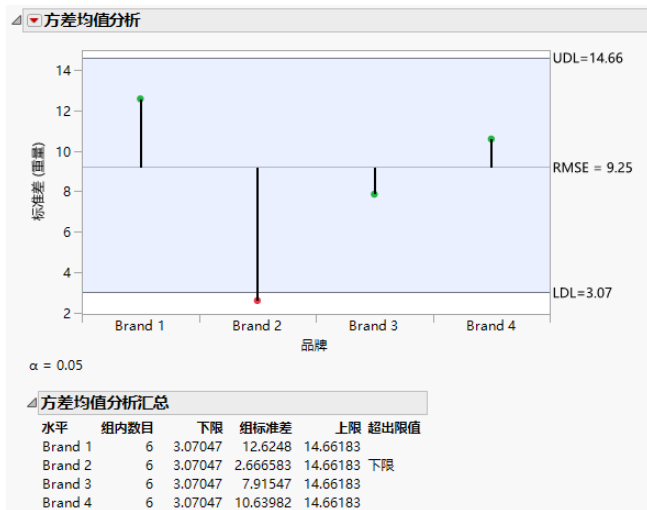 方差均值分析
UDL=14.66
14
12
10
RMSE = 9.25
8
6
4
LDL=3.07
2
标准差 (重量)
Brand 1 Brand 2 Brand 3 Brand 4
品牌
α = 0.05
方差均值分析汇总
水平 组内数目 下限 组标准差 上限 超出限值
Brand 1 6 3.07047 12.6248 14.66183
Brand 2 6 3.07047 2.666583 14.66183 下限
Brand 3 6 3.07047 7.91547 14.66183
Brand 4 6 3.07047 10.63982 14.66183